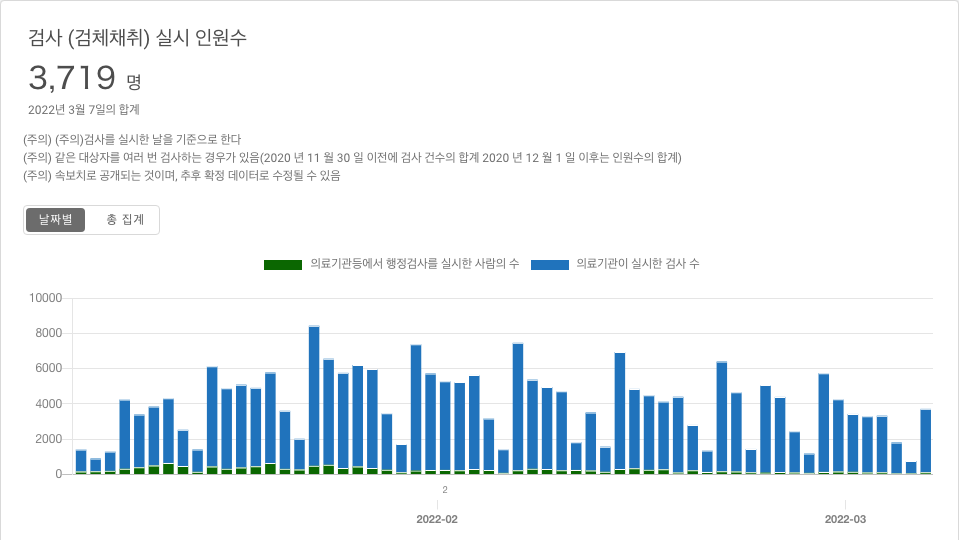 검사 (검체채취) 실시 인원수
3,719 명
2022년 3월 7일의 합계
(주의) (주의)검사를 실시한 날을 기준으로 한다
(주의) 같은 대상자를 여러 번 검사하는 경우가 있음(2020 년 11 월 30 일 이전에 검사 건수의 합계 2020 년 12 월 1 일 이후는 인원수의 합계)
(주의) 속보치로 공개되는 것이며, 추후 확정 데이터로 수정될 수 있음
날짜별 총 집계
의료기관등에서 행정검사를 실시한 사람의 수 의료기관이 실시한 검사 수
10000
8000
6000
4000
2000
0
2
2022-02 2022-03